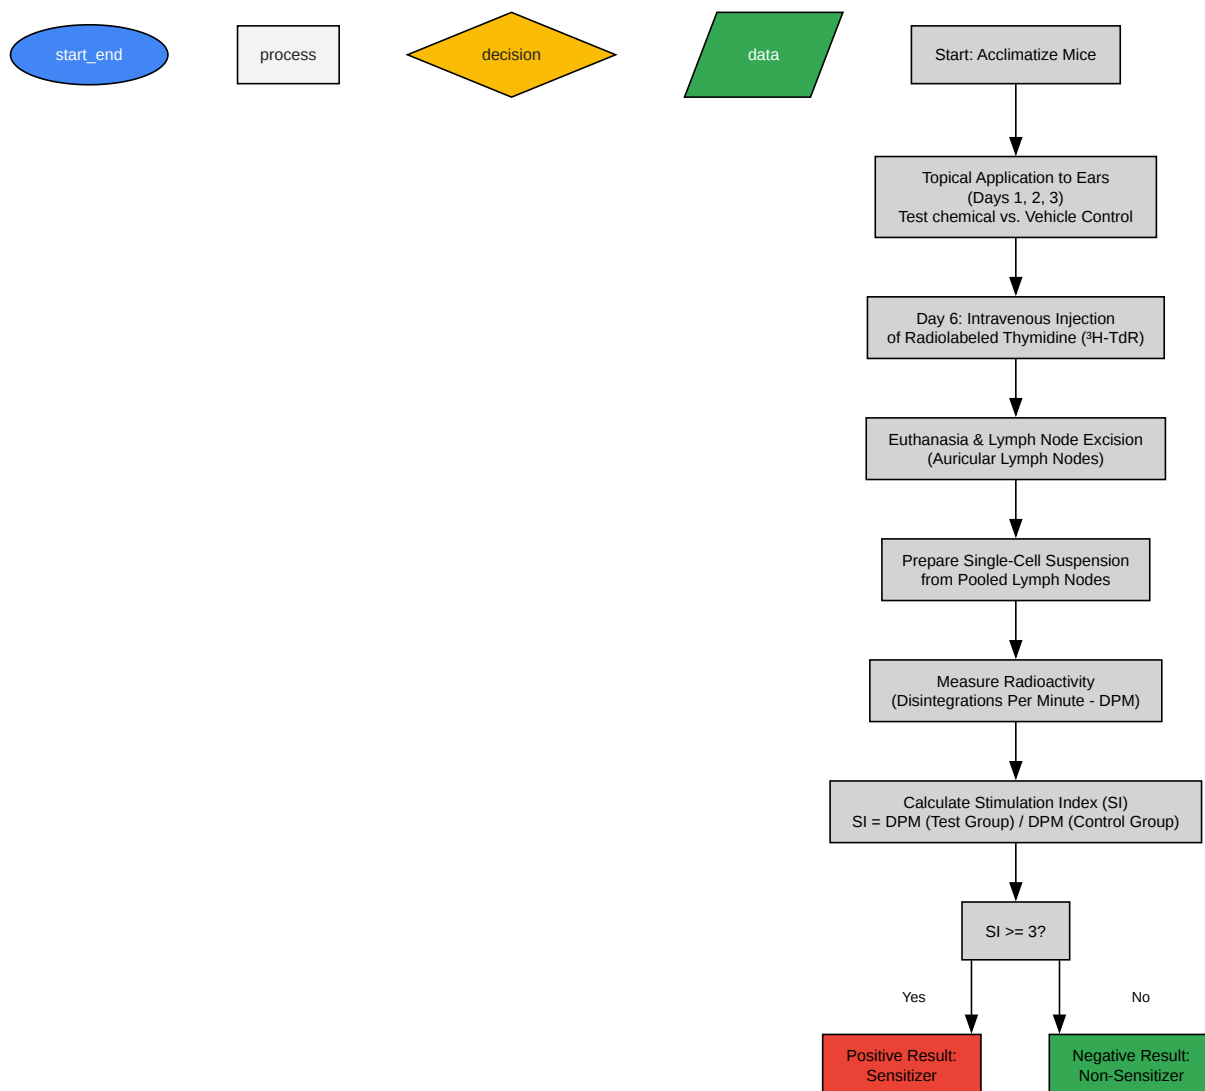 start_end
process
decision
data
Start: Acclimatize Mice
Topical Application to Ears
(Days 1, 2, 3)
Test chemical vs. Vehicle Control
Day 6: Intravenous Injection
of Radiolabeled Thymidine (³H-TdR)
Euthanasia & Lymph Node Excision
(Auricular Lymph Nodes)
Prepare Single-Cell Suspension
from Pooled Lymph Nodes
Measure Radioactivity
(Disintegrations Per Minute - DPM)
Calculate Stimulation Index (SI)
SI = DPM (Test Group) / DPM (Control Group)
SI >= 3?
Yes
No
Positive Result:
Sensitizer
Negative Result:
Non-Sensitizer